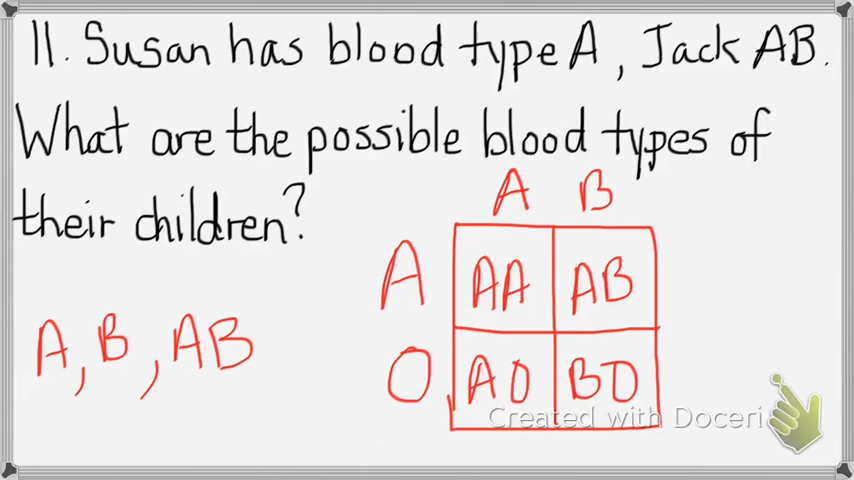 11. Susan has blood type A, Jack AB.
What are the possible blood types of
their children?
A B
A AA AB
O AO BO
A, B, AB
Created with Doceri